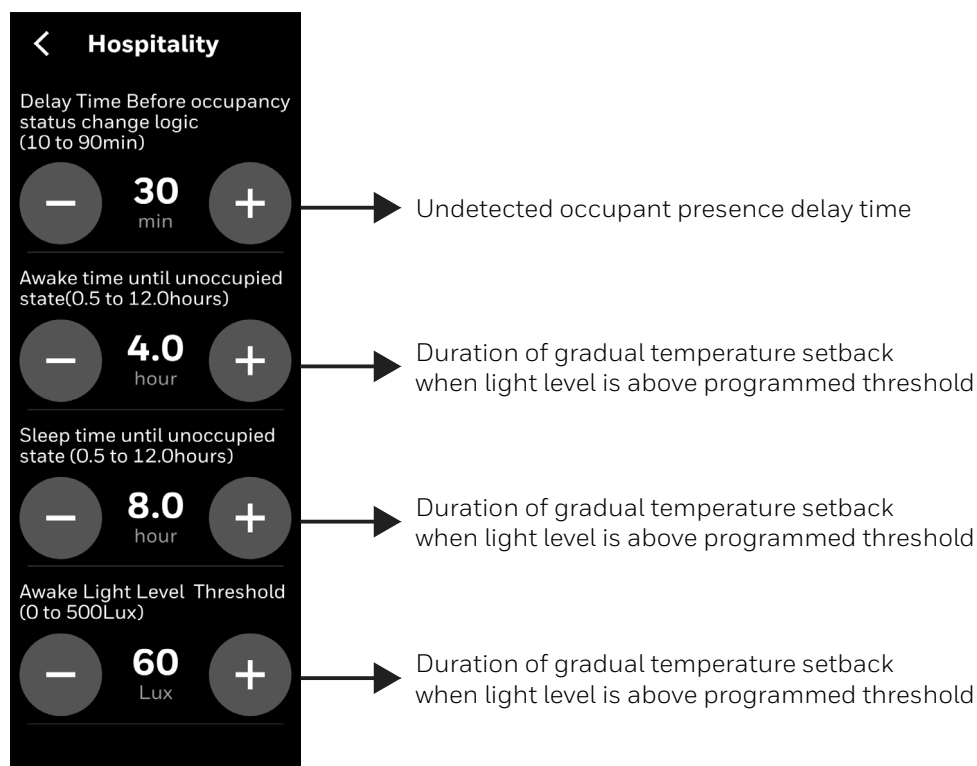 Hospitality
Delay Time Before occupancy
status change logic
(10 to 90min)
30
min
Undetected occupant presence delay time
Awake time until unoccupied
state(0.5 to 12.0hours)
4.0
hour
Duration of gradual temperature setback
when light level is above programmed threshold
Sleep time until unoccupied
state (0.5 to 12.0hours)
8.0
hour
Duration of gradual temperature setback
when light level is above programmed threshold
Awake Light Level Threshold
(0 to 500Lux)
60
Lux
Duration of gradual temperature setback
when light level is above programmed threshold